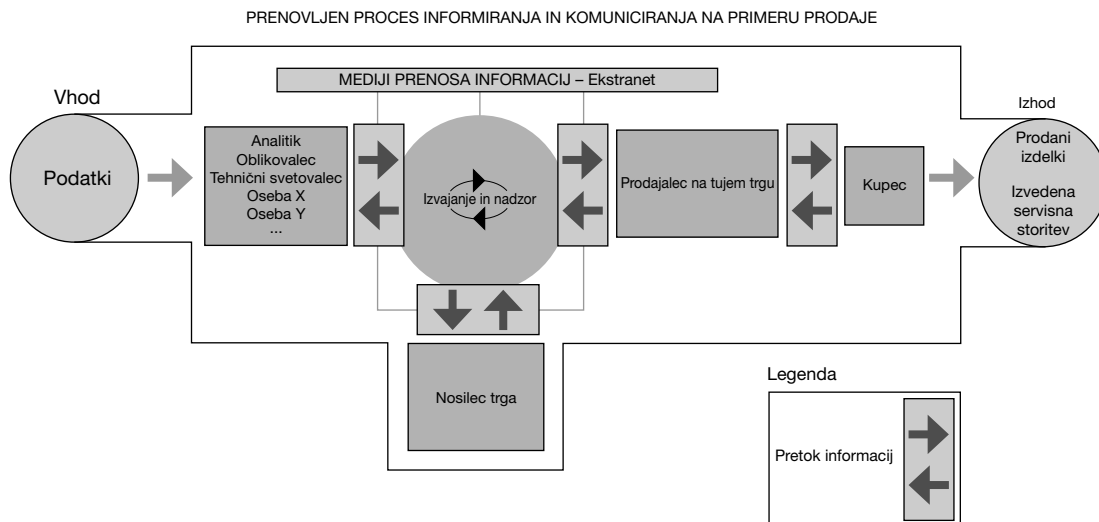 PRENOVLJEN PROCES INFORMIRANJA IN KOMUNICIRANJA NA PRIMERU PRODAJE
MEDIJI PRENOSA INFORMACIJ – Ekstranet
Vhod
Podatki
Analitik
Oblikovalec
Tehnični svetovalec
Oseba X
Oseba Y
...
Izvajanje in nadzor
Prodajalec na tujem trgu
Kupec
Izhod
Prodani
izdelki
Izvedena
servisna
storitev
Nosilec trga
Legenda
Pretok informacij